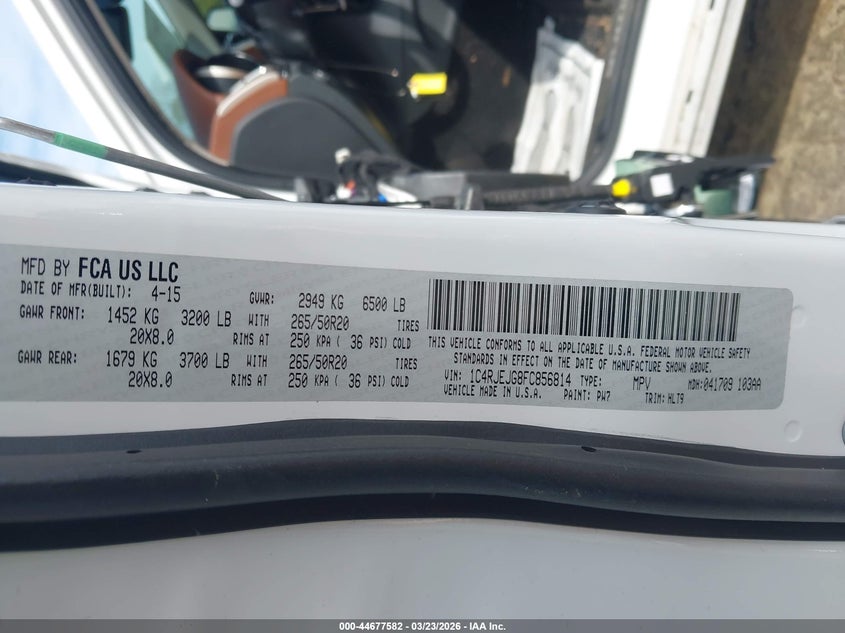 MFD BY FCA US LLC
DATE OF MFR(BUILT): 4-15 GVWR: 2949 KG 6500 LB
GAWR FRONT: 1452 KG 3200 LB WITH 265/50R20 TIRES
20X8.0 RIMS AT 250 KPA ( 36 PSI) COLD
GAWR REAR: 1679 KG 3700 LB WITH 265/50R20 TIRES
20X8.0 RIMS AT 250 KPA ( 36 PSI) COLD
THIS VEHICLE CONFORMS TO ALL APPLICABLE U.S.A. FEDERAL MOTOR VEHICLE SAFETY
STANDARDS IN EFFECT ON THE DATE OF MANUFACTURE SHOWN ABOVE.
VIN: 1C4RJEJG8FC856814 TYPE: MPV MDH:041709 103AA
VEHICLE MADE IN U.S.A. PAINT: PW7 TRIM: HLT9
000-44677582 — 03/23/2026 — IAA Inc.